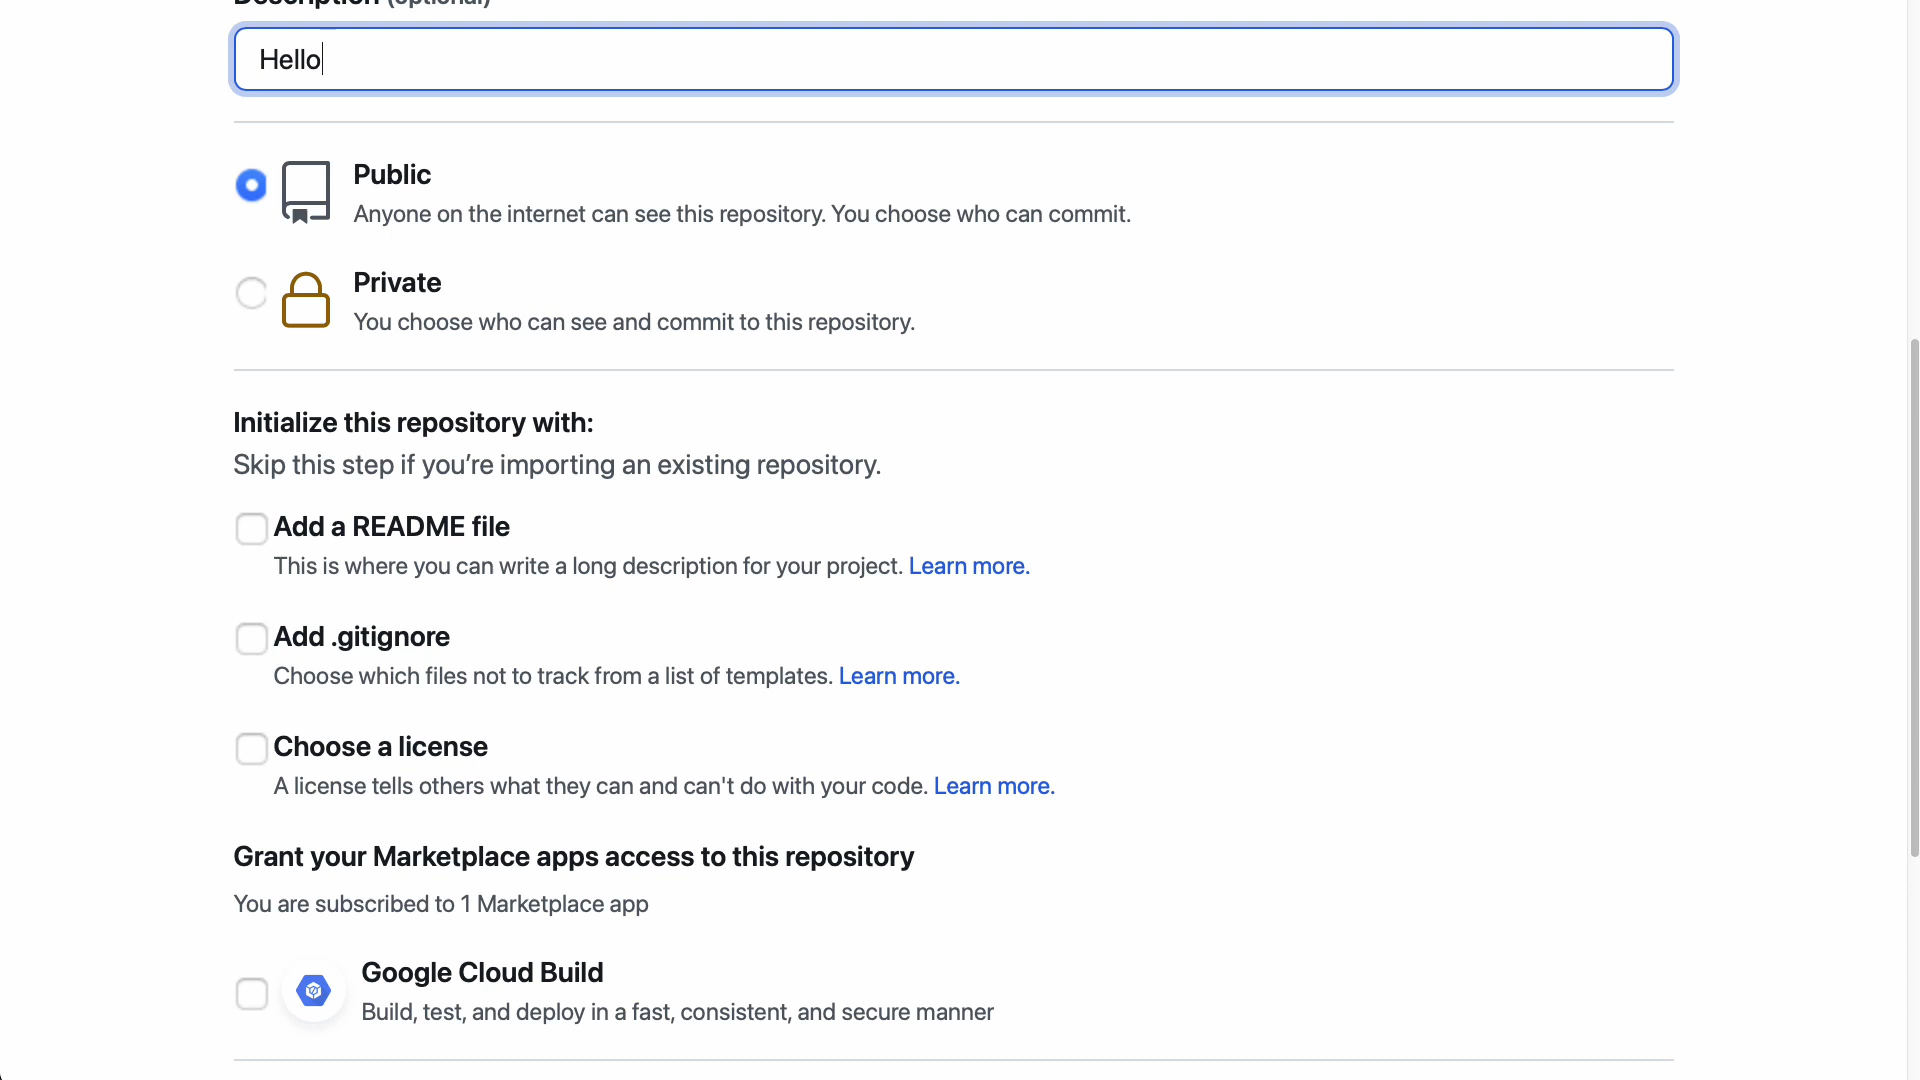 Description (optional)
Hello
Public
Anyone on the internet can see this repository. You choose who can commit.
Private
You choose who can see and commit to this repository.
Initialize this repository with:
Skip this step if you’re importing an existing repository.
Add a README file
This is where you can write a long description for your project. Learn more.
Add .gitignore
Choose which files not to track from a list of templates. Learn more.
Choose a license
A license tells others what they can and can't do with your code. Learn more.
Grant your Marketplace apps access to this repository
You are subscribed to 1 Marketplace app
Google Cloud Build
Build, test, and deploy in a fast, consistent, and secure manner